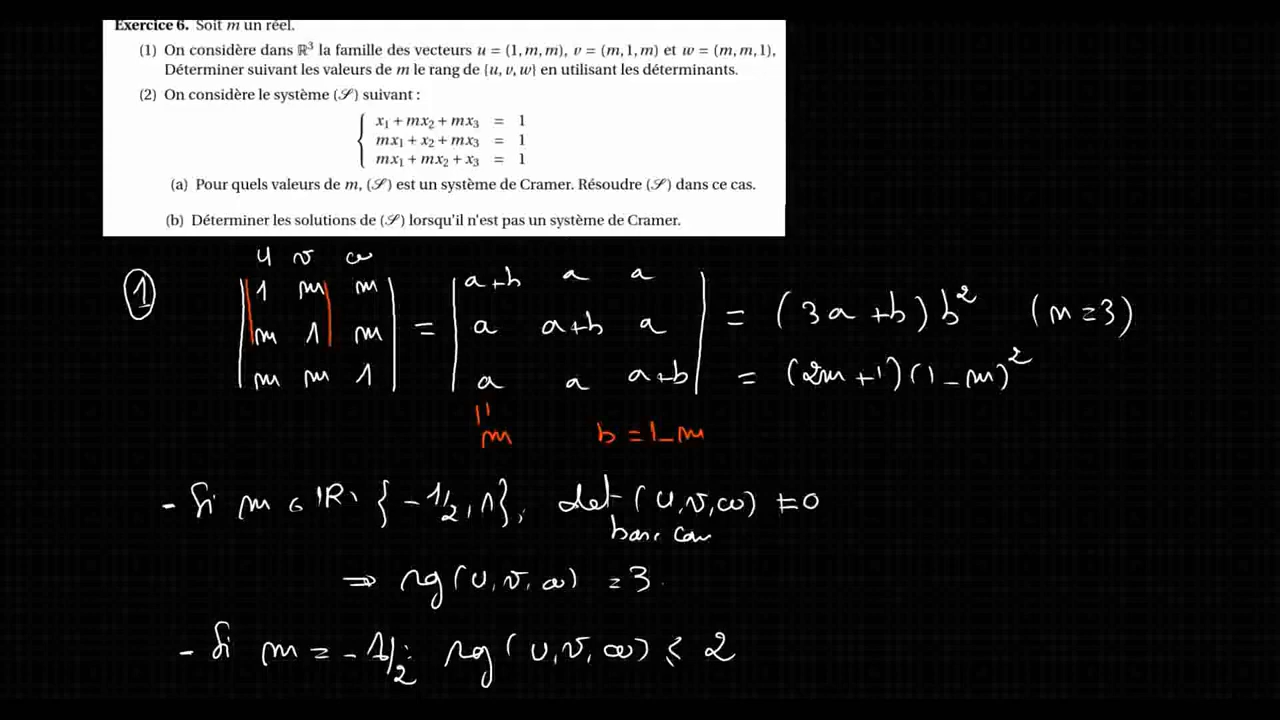 Exercice 6. Soit m un réel.
(1) On considère dans ℝ³ la famille des vecteurs u = (1, m, m), v = (m, 1, m) et w = (m, m, 1),
Déterminer suivant les valeurs de m le rang de {u, v, w} en utilisant les déterminants.
(2) On considère le système (𝒮) suivant :
x₁ + mx₂ + mx₃ = 1
mx₁ + x₂ + mx₃ = 1
mx₁ + mx₂ + x₃ = 1
(a) Pour quels valeurs de m, (𝒮) est un système de Cramer. Résoudre (𝒮) dans ce cas.
(b) Déterminer les solutions de (𝒮) lorsqu'il n'est pas un système de Cramer.
u v w
1 | 1 m m | = | a+b a a | = (3a + b) b² (n = 3)
| m 1 m | | a a+b a |
| m m 1 | | a a a+b | = (2m + 1)(1 - m)²
= m b = 1 - m
- Si m ∈ ℝ \ {-1/2, 1}, det (u, v, w) ≠ 0
base can
⇒ rg (u, v, w) = 3.
- Si m = -1/2 : rg (u, v, w) ≤ 2